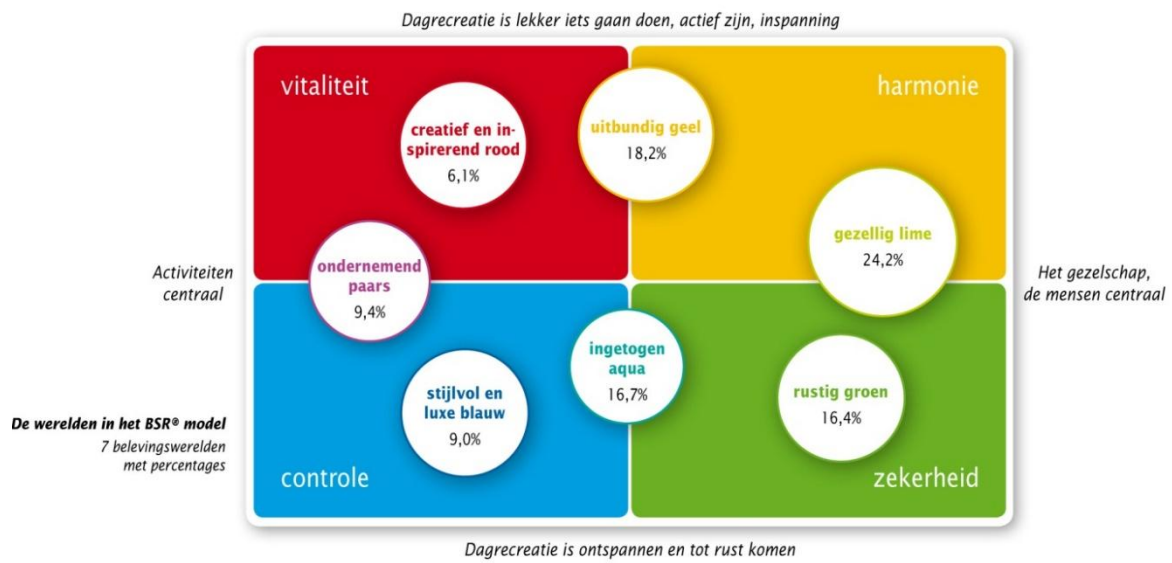 Dagrecreatie is lekker iets gaan doen, actief zijn, inspanning
vitaliteit
harmonie
creatief en in-
spirerend rood
6,1%
uitbundig geel
18,2%
gezellig lime
24,2%
Activiteiten
centraal
ondernemend
paars
9,4%
Het gezelschap,
de mensen centraal
ingetogen
aqua
16,7%
stijlvol en
luxe blauw
9,0%
rustig groen
16,4%
De werelden in het BSR® model
7 belevingswerelden
met percentages
controle
zekerheid
Dagrecreatie is ontspannen en tot rust komen